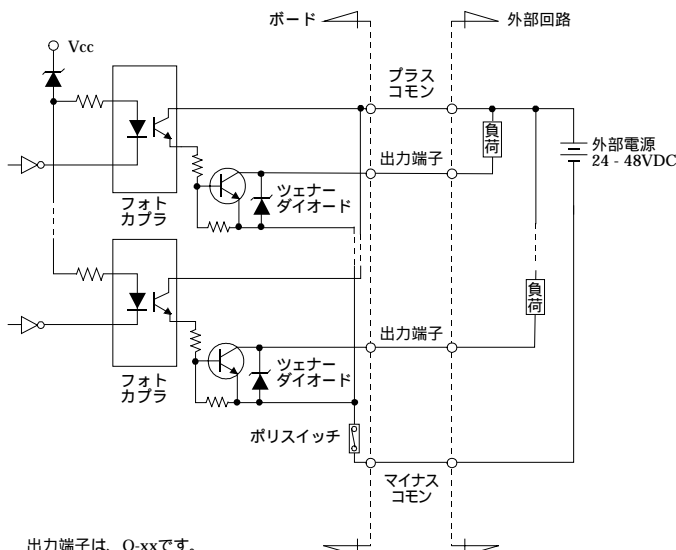 ボード
外部回路
Vcc
プラス
コモン
負荷
外部電源
24 - 48VDC
出力端子
ツェナー
ダイオード
フォト
カプラ
負荷
出力端子
ツェナー
ダイオード
フォト
カプラ
ポリスイッチ
マイナス
コモン
出力端子は、O-xxです。